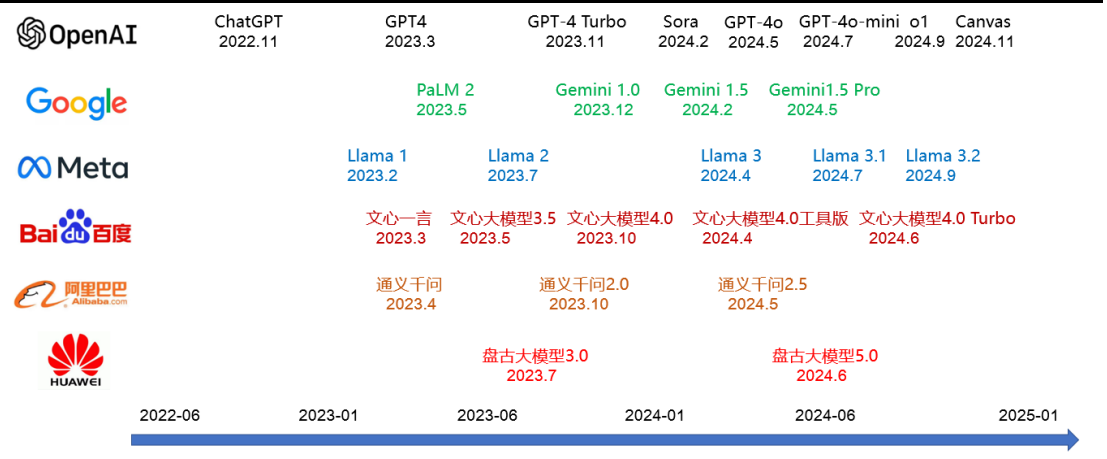 OpenAI
ChatGPT GPT4 GPT-4 Turbo Sora GPT-4o GPT-4o-mini o1 Canvas
2022.11 2023.3 2023.11 2024.2 2024.5 2024.7 2024.9 2024.11
Google
PaLM 2 Gemini 1.0 Gemini 1.5 Gemini1.5 Pro
2023.5 2023.12 2024.2 2024.5
Meta
Llama 1 Llama 2 Llama 3 Llama 3.1 Llama 3.2
2023.2 2023.7 2024.4 2024.7 2024.9
Bai du 百度
文心一言 文心大模型3.5 文心大模型4.0 文心大模型4.0工具版 文心大模型4.0 Turbo
2023.3 2023.5 2023.10 2024.4 2024.6
阿里巴巴
Alibaba.com
通义千问 通义千问2.0 通义千问2.5
2023.4 2023.10 2024.5
HUAWEI
盘古大模型3.0 盘古大模型5.0
2023.7 2024.6
2022-06 2023-01 2023-06 2024-01 2024-06 2025-01